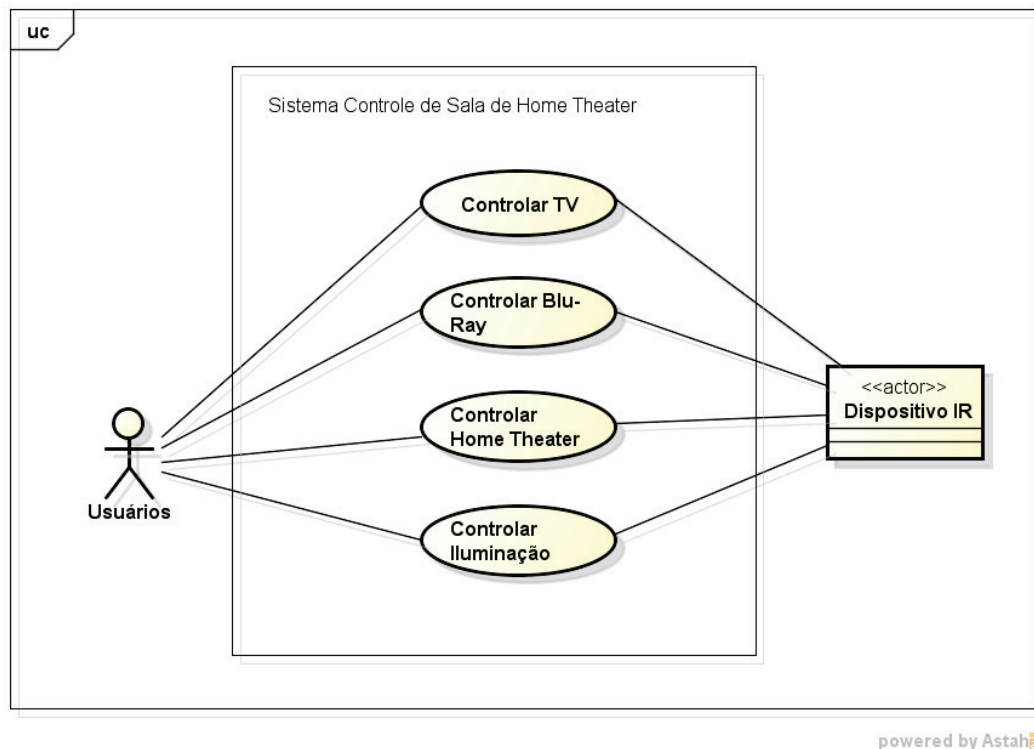 uc
Sistema Controle de Sala de Home Theater
Controlar TV
Controlar Blu-
Ray
Controlar
Home Theater
Controlar
Iluminação
Usuários
<<actor>>
Dispositivo IR
powered by Astah